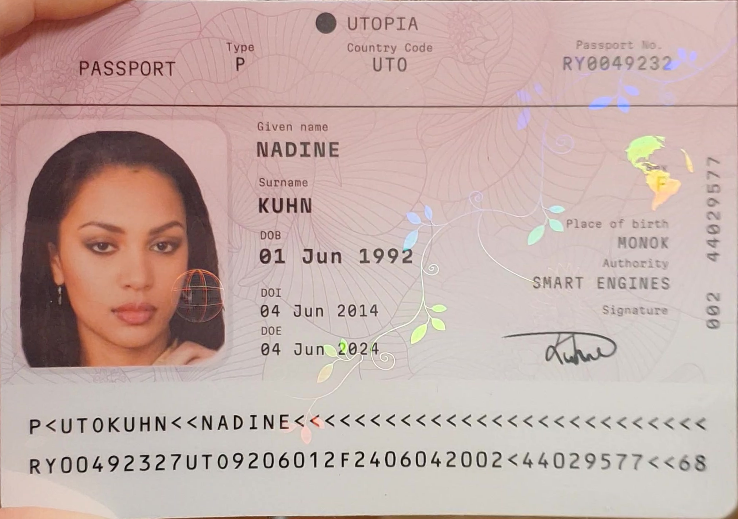 UTOPIA
PASSPORT
Type
P
Country Code
UTO
Passport No.
RY0049232
Given name
NADINE
Surname
KUHN
DOB
01 Jun 1992
DOI
04 Jun 2014
DOE
04 Jun 2024
Sex
F
Place of birth
MONOK
Authority
SMART ENGINES
Signature
Kuhn
002 44029577
P<UTOKUHN<<NADINE<<<<<<<<<<<<<<<<<<<<<<<<<<<
RY00492327UTO9206012F2406042002<44029577<<68